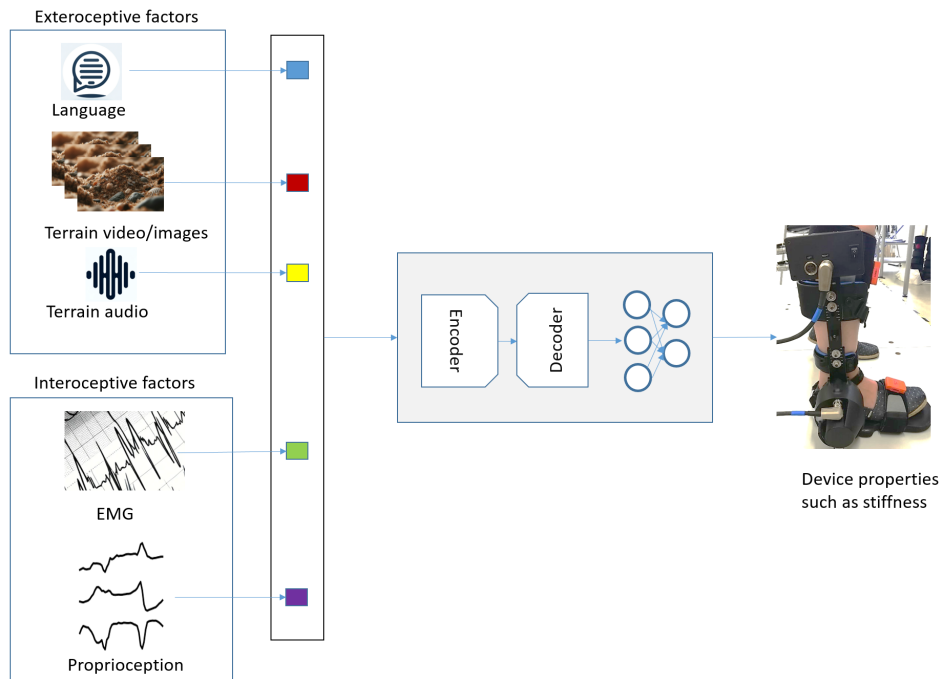 Exteroceptive factors
Language
Terrain video/images
Terrain audio
Interoceptive factors
EMG
Proprioception
Encoder
Decoder
Device properties
such as stiffness